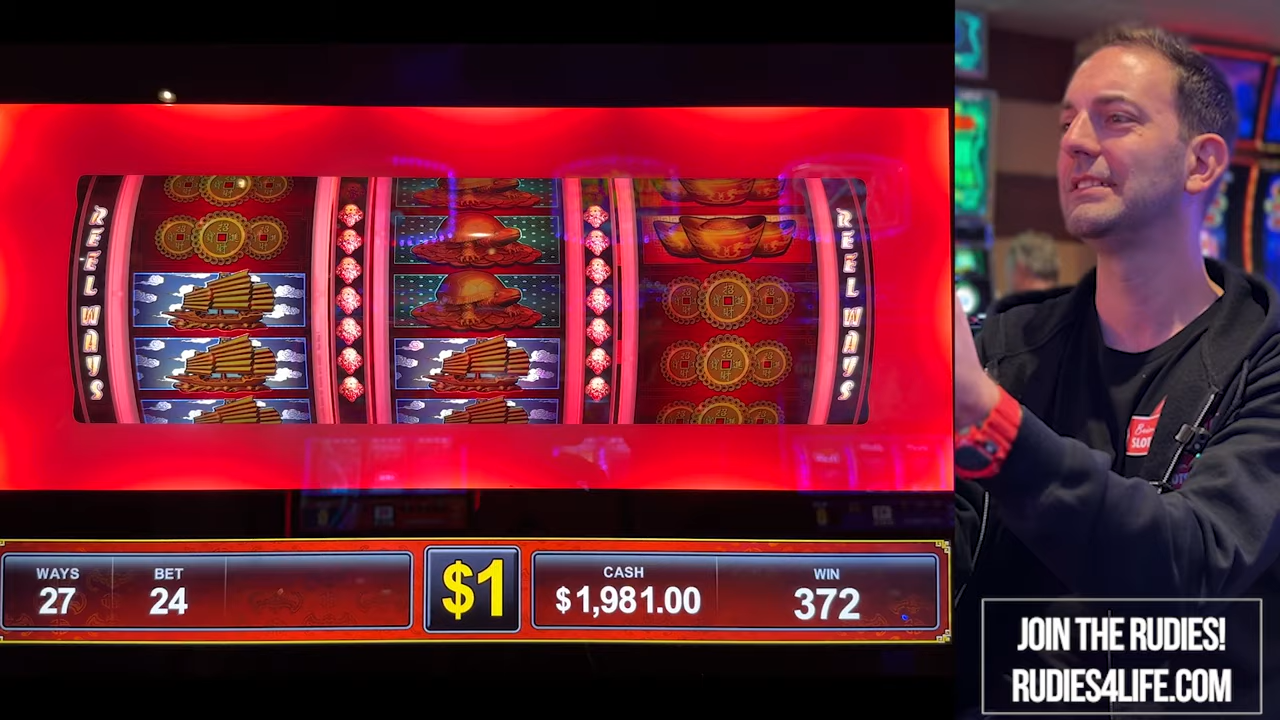 REEL WAYS
REEL WAYS
WAYS
27
BET
24
$1
CASH
$1,981.00
WIN
372
SLOT
JOIN THE RUDIES!
RUDIES4LIFE.COM